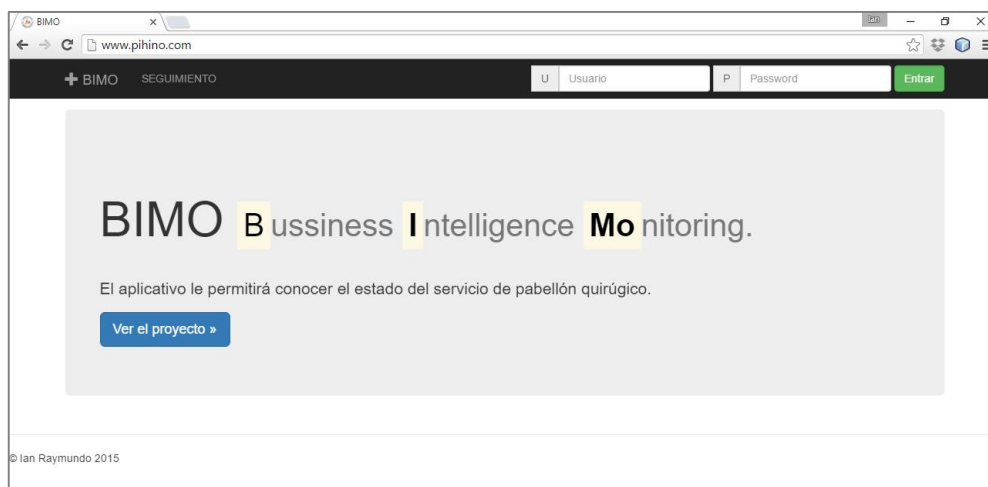 BIMO
Ian
www.pihino.com
BIMO SEGUIMIENTO U Usuario P Password Entrar
BIMO Bussiness Intelligence Monitoring.
El aplicativo le permitirá conocer el estado del servicio de pabellón quirúgico.
Ver el proyecto »
© Ian Raymundo 2015